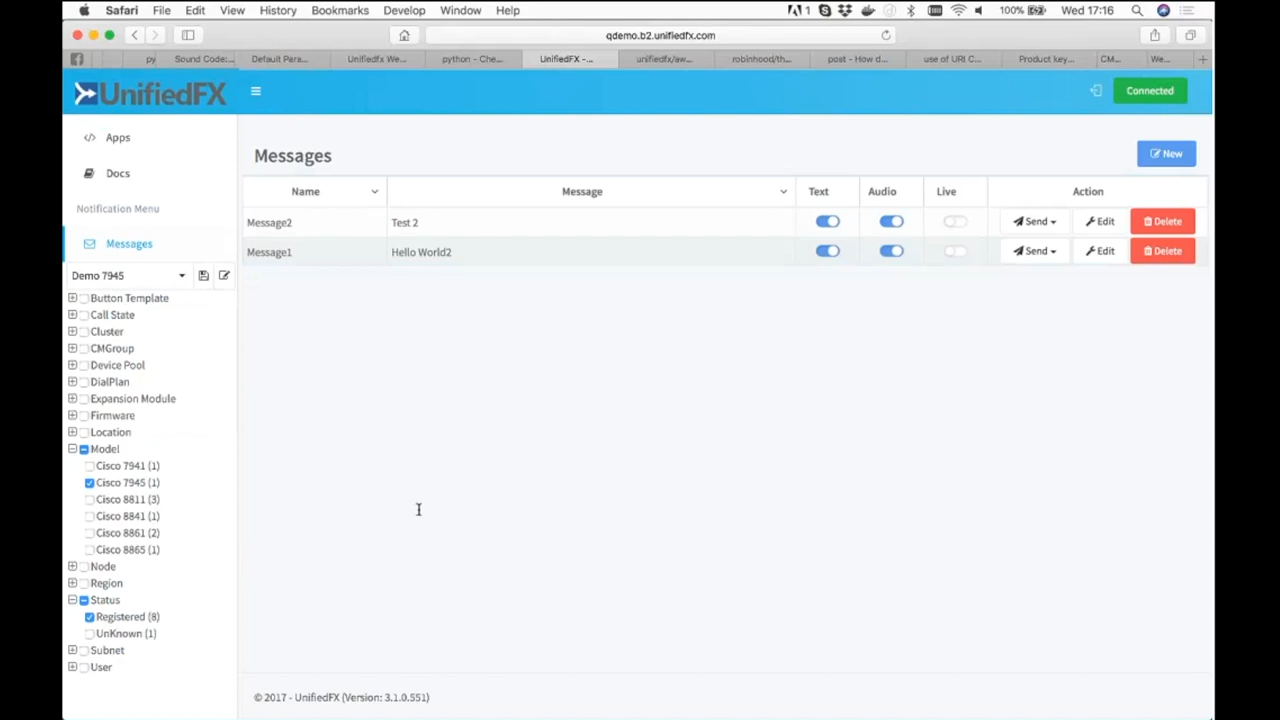 Safari File Edit View History Bookmarks Develop Window Help 1 100% Wed 17:16
qdemo.b2.unifiedfx.com
py Sound Code:... Default Para... Unifiedfx We... python - Che... UnifiedFX -... unifiedfx/aw... robinhood/th... post - How d... use of URI C... Product key... CM... We... +
UnifiedFX Connected
Apps
Messages New
Docs
Name Message Text Audio Live Action
Notification Menu
Message2 Test 2 Send Edit Delete
Messages
Message1 Hello World2 Send Edit Delete
Demo 7945
Button Template
Call State
Cluster
CMGroup
Device Pool
DialPlan
Expansion Module
Firmware
Location
Model
Cisco 7941 (1)
Cisco 7945 (1)
Cisco 8811 (3)
Cisco 8841 (1)
Cisco 8861 (2)
Cisco 8865 (1)
Node
Region
Status
Registered (8)
UnKnown (1)
Subnet
User
© 2017 - UnifiedFX (Version: 3.1.0.551)